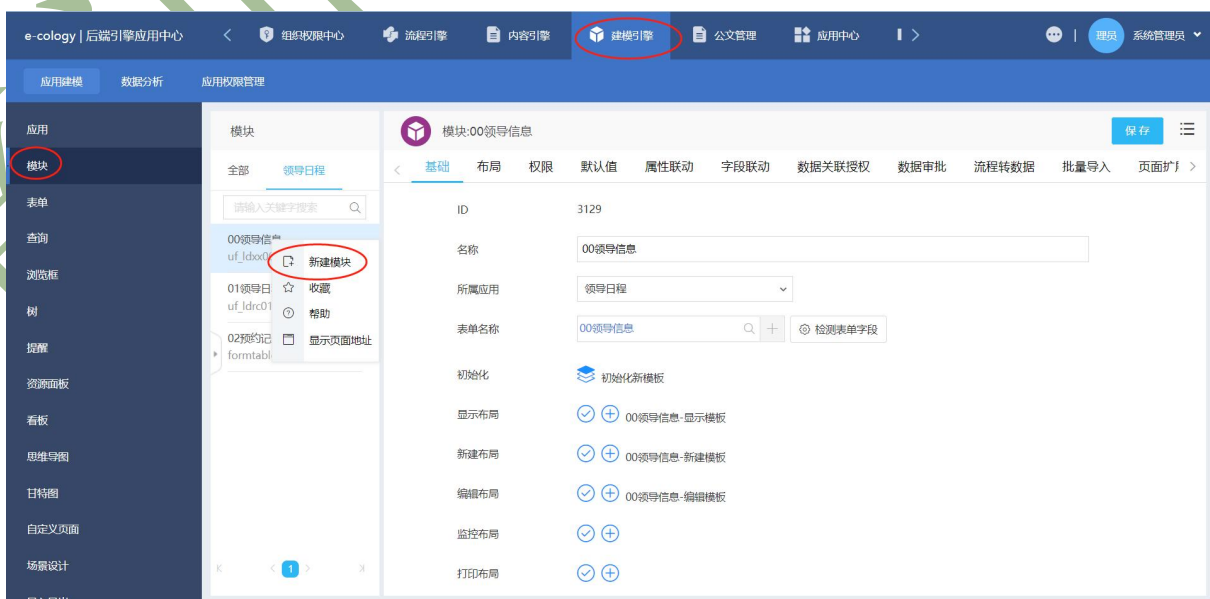 e-cology | 后端引擎应用中心 < 组织权限中心 流程引擎 内容引擎 建模引擎 公文管理 应用中心 > | 理员 系统管理员
应用建模 数据分析 应用权限管理
应用
模块
表单
查询
浏览框
树
提醒
资源面板
看板
思维导图
甘特图
自定义页面
场景设计
模块
全部 领导日程
请输入关键字搜索
00领导信息
uf_ldxx0
01领导日
uf_ldrc01
02预约记
formtabl
新建模块
收藏
帮助
显示页面地址
< 1 >
模块:00领导信息 保存
< 基础 布局 权限 默认值 属性联动 字段联动 数据关联授权 数据审批 流程转数据 批量导入 页面扩 >
ID 3129
名称 00领导信息
所属应用 领导日程
表单名称 00领导信息 检测表单字段
初始化 初始化新模板
显示布局 00领导信息-显示模板
新建布局 00领导信息-新建模板
编辑布局 00领导信息-编辑模板
监控布局
打印布局